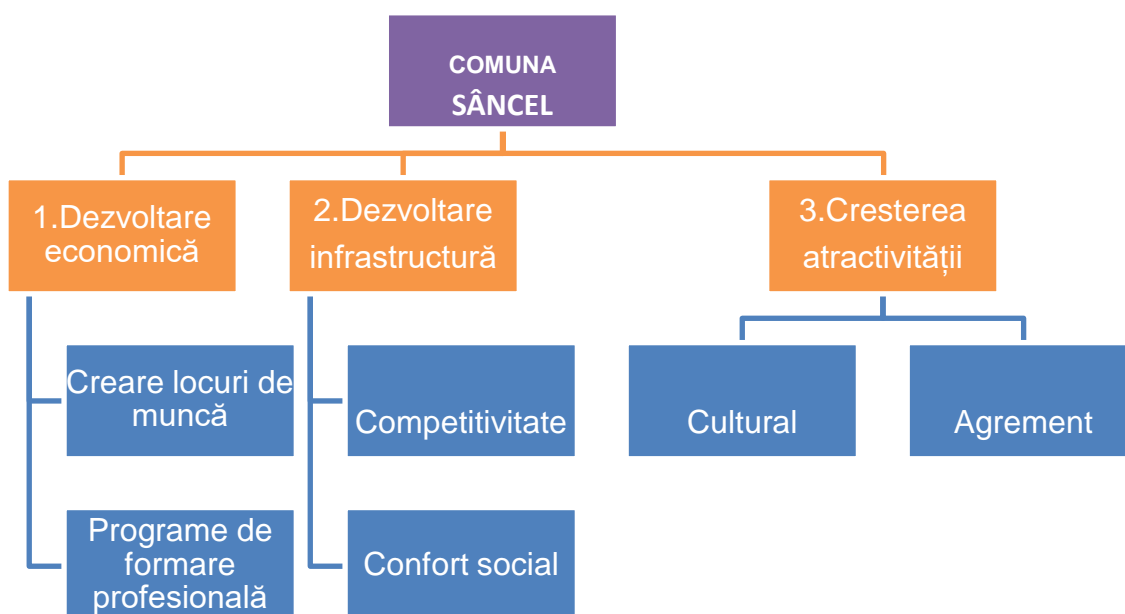 COMUNA
SÂNCEL
1.Dezvoltare
economică
2.Dezvoltare
infrastructură
3.Cresterea
atractivității
Creare locuri de
muncă
Competitivitate
Cultural
Agrement
Programe de
formare
profesională
Confort social